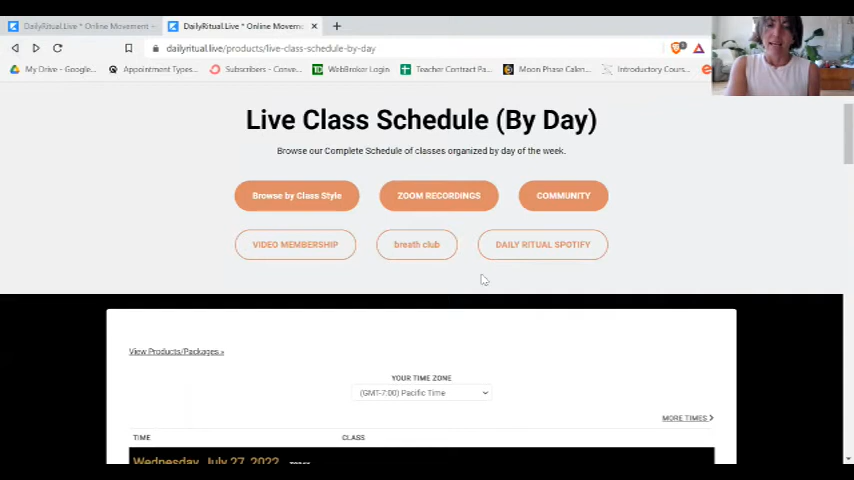 DailyRitual.Live * Online Movement -
DailyRitual.Live * Online Movem
dailyritual.live/products/live-class-schedule-by-day
My Drive - Google...
Appointment Types...
Subscribers - Conve...
WebBroker Login
Teacher Contract Pa...
Moon Phase Calen...
Introductory Cours...
Live Class Schedule (By Day)
Browse our Complete Schedule of classes organized by day of the week.
Browse by Class Style
ZOOM RECORDINGS
COMMUNITY
VIDEO MEMBERSHIP
breath club
DAILY RITUAL SPOTIFY
View Products/Packages »
YOUR TIME ZONE
(GMT-7:00) Pacific Time
MORE TIMES
TIME CLASS
Wednesday, July 27, 2022 TODAY